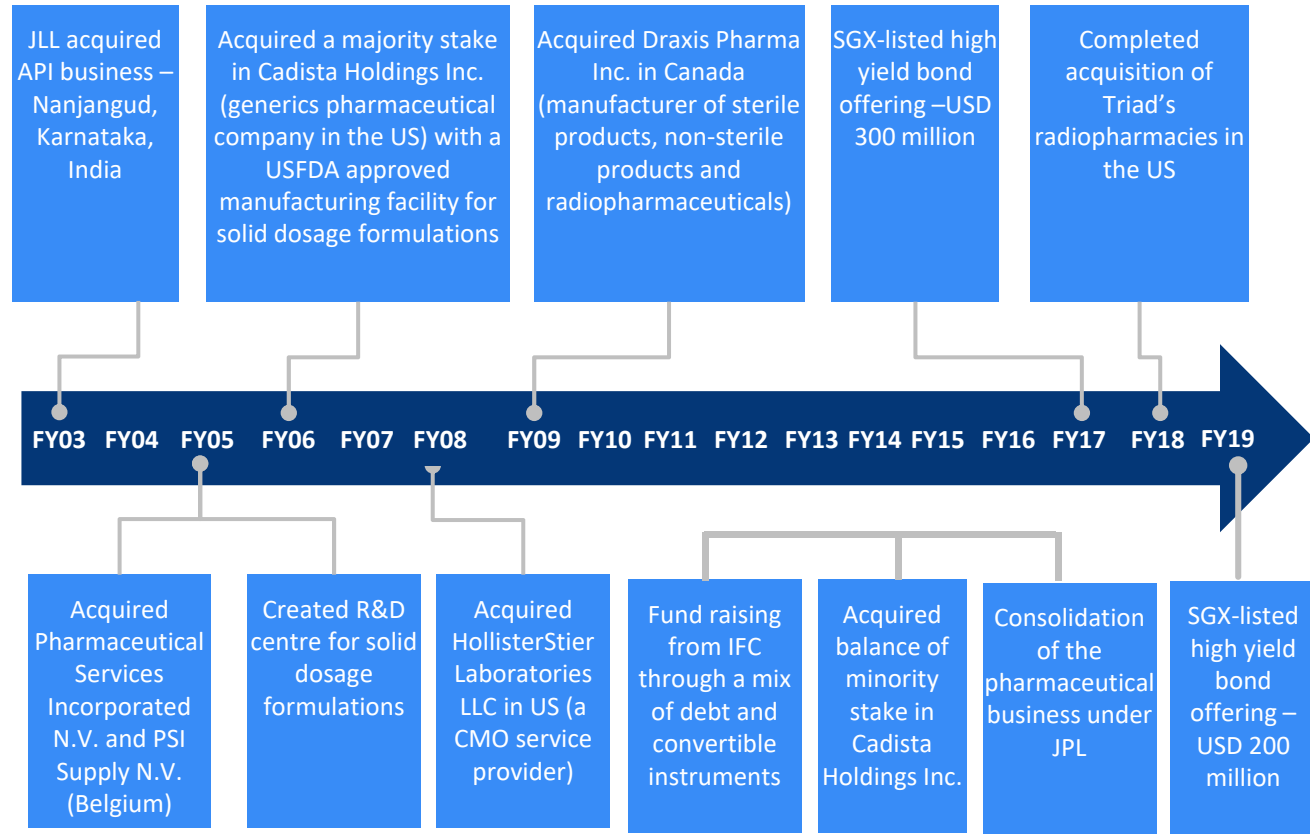 JLL acquired
API business –
Nanjangud,
Karnataka,
India
Acquired a majority stake
in Cadista Holdings Inc.
(generics pharmaceutical
company in the US) with a
USFDA approved
manufacturing facility for
solid dosage formulations
Acquired Draxis Pharma
Inc. in Canada
(manufacturer of sterile
products, non-sterile
products and
radiopharmaceuticals)
SGX-listed high
yield bond
offering –USD
300 million
Completed
acquisition of
Triad’s
radiopharmacies in
the US
FY03 FY04 FY05 FY06 FY07 FY08 FY09 FY10 FY11 FY12 FY13 FY14 FY15 FY16 FY17 FY18 FY19
Acquired
Pharmaceutical
Services
Incorporated
N.V. and PSI
Supply N.V.
(Belgium)
Created R&D
centre for solid
dosage
formulations
Acquired
HollisterStier
Laboratories
LLC in US (a
CMO service
provider)
Fund raising
from IFC
through a mix
of debt and
convertible
instruments
Acquired
balance of
minority
stake in
Cadista
Holdings Inc.
Consolidation
of the
pharmaceutical
business under
JPL
SGX-listed
high yield
bond
offering –
USD 200
million